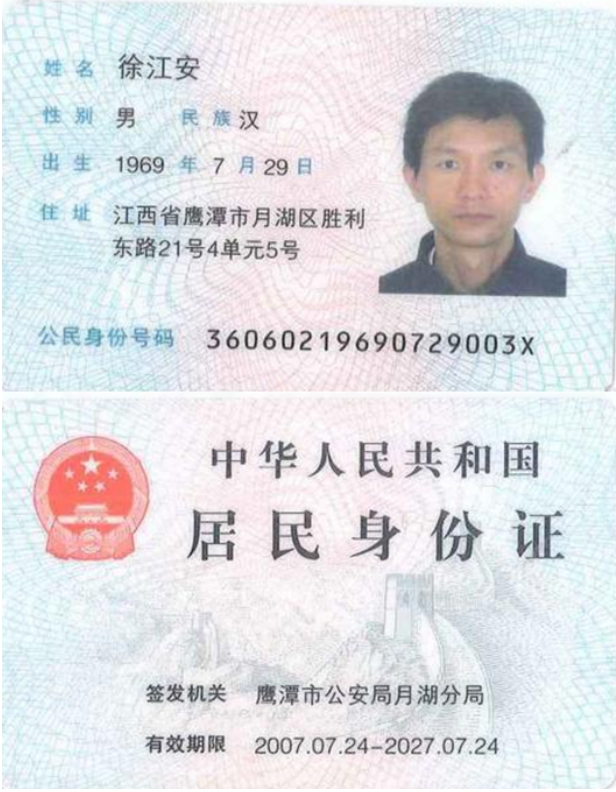 姓名 徐江安
性别 男 民族 汉
出生 1969 年 7 月 29 日
住址 江西省鹰潭市月湖区胜利
东路21号4单元5号
公民身份号码 36060219690729003X
中华人民共和国
居民身份证
签发机关 鹰潭市公安局月湖分局
有效期限 2007.07.24-2027.07.24